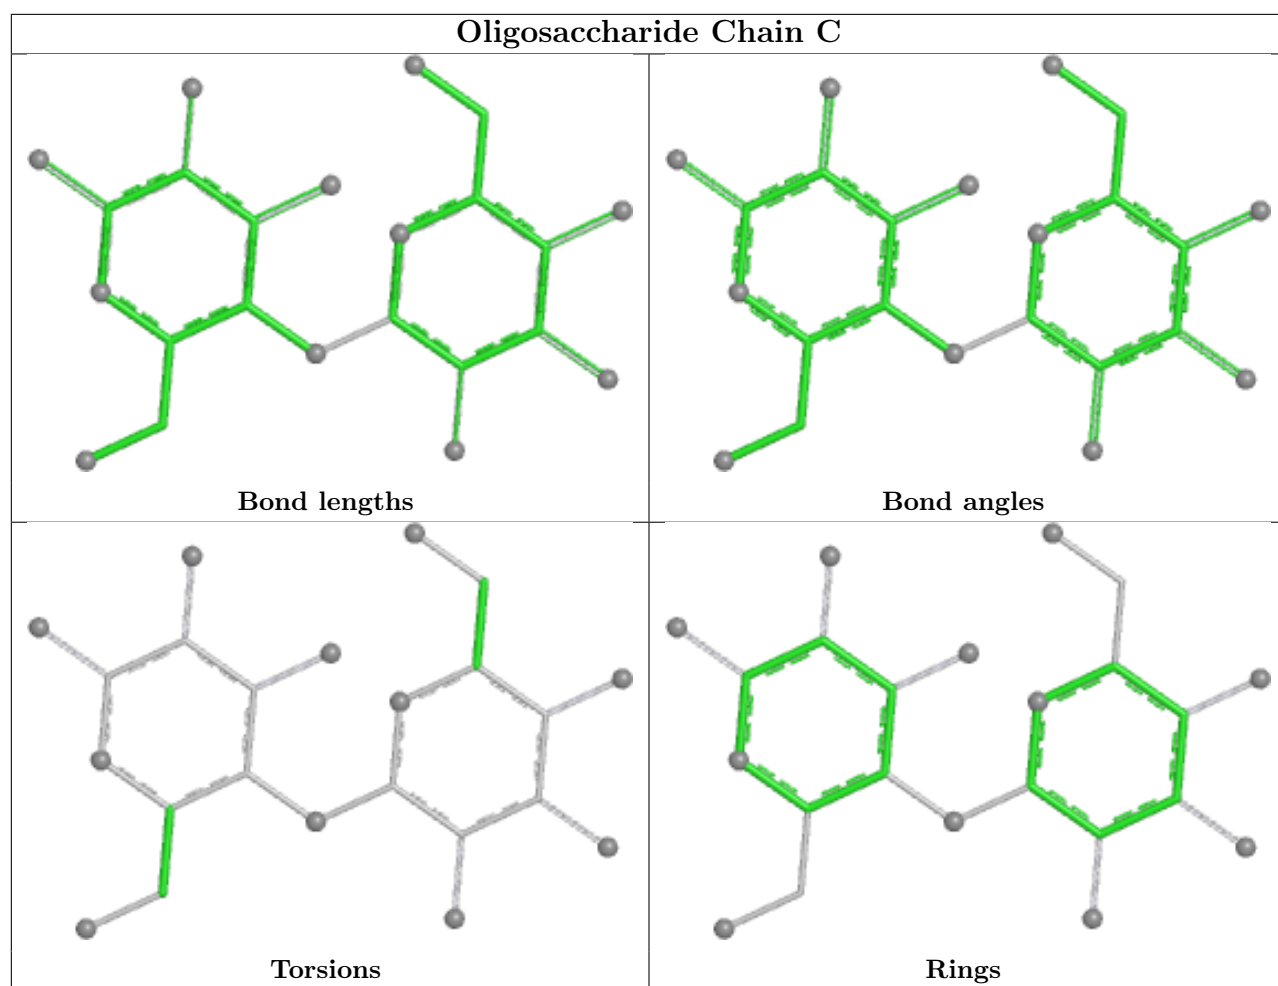 Oligosaccharide Chain C
Bond lengths
Bond angles
Torsions
Rings